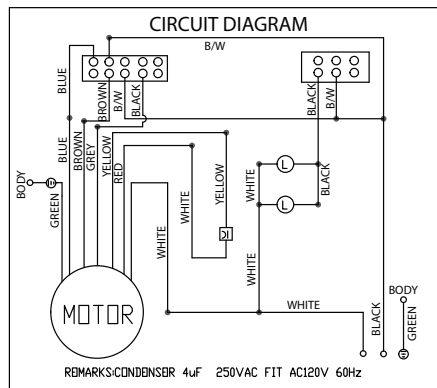 CIRCUIT DIAGRAM
B/W
BLUE
BROWN
B/W
BLACK
BLACK
B/W
BLUE
BROWN
GREY
YELLOW
RED
WHITE
YELLOW
WHITE
L
BLACK
L
BODY
GREEN
WHITE
WHITE
WHITE
BLACK
BODY
GREEN
MOTOR
REMARKS:CONDENSER 4uF 250VAC FIT AC120V 60Hz